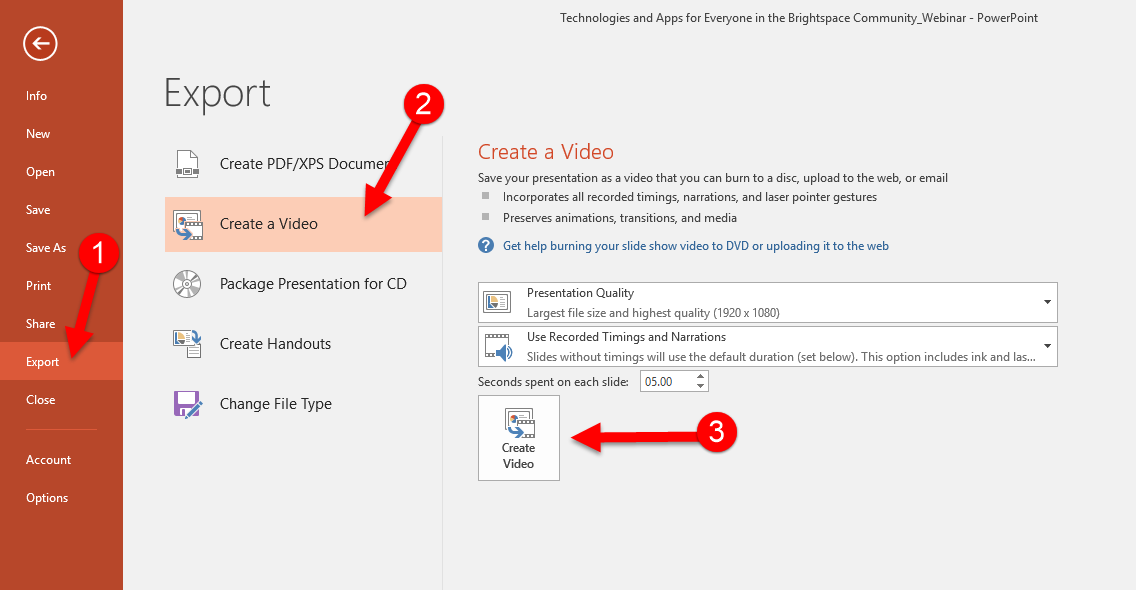 Technologies and Apps for Everyone in the Brightspace Community_Webinar - PowerPoint
Info
New
Open
Save
Save As
Print
Share
Export
Close
Account
Options
1
Export
2
Create PDF/XPS Documen
Create a Video
Package Presentation for CD
Create Handouts
Change File Type
Create a Video
Save your presentation as a video that you can burn to a disc, upload to the web, or email
Incorporates all recorded timings, narrations, and laser pointer gestures
Preserves animations, transitions, and media
? Get help burning your slide show video to DVD or uploading it to the web
Presentation Quality
Largest file size and highest quality (1920 x 1080)
Use Recorded Timings and Narrations
Slides without timings will use the default duration (set below). This option includes ink and las...
Seconds spent on each slide: 05.00
Create
Video
3